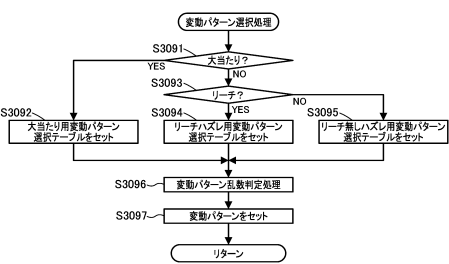 変動パターン選択処理
S3091
大当たり？
YES
NO
S3093
リーチ？
NO
YES
S3092
大当たり用変動パターン
選択テーブルをセット
S3094
リーチハズレ用変動パターン
選択テーブルをセット
S3095
リーチ無しハズレ用変動パターン
選択テーブルをセット
S3096
変動パターン乱数判定処理
S3097
変動パターンをセット
リターン